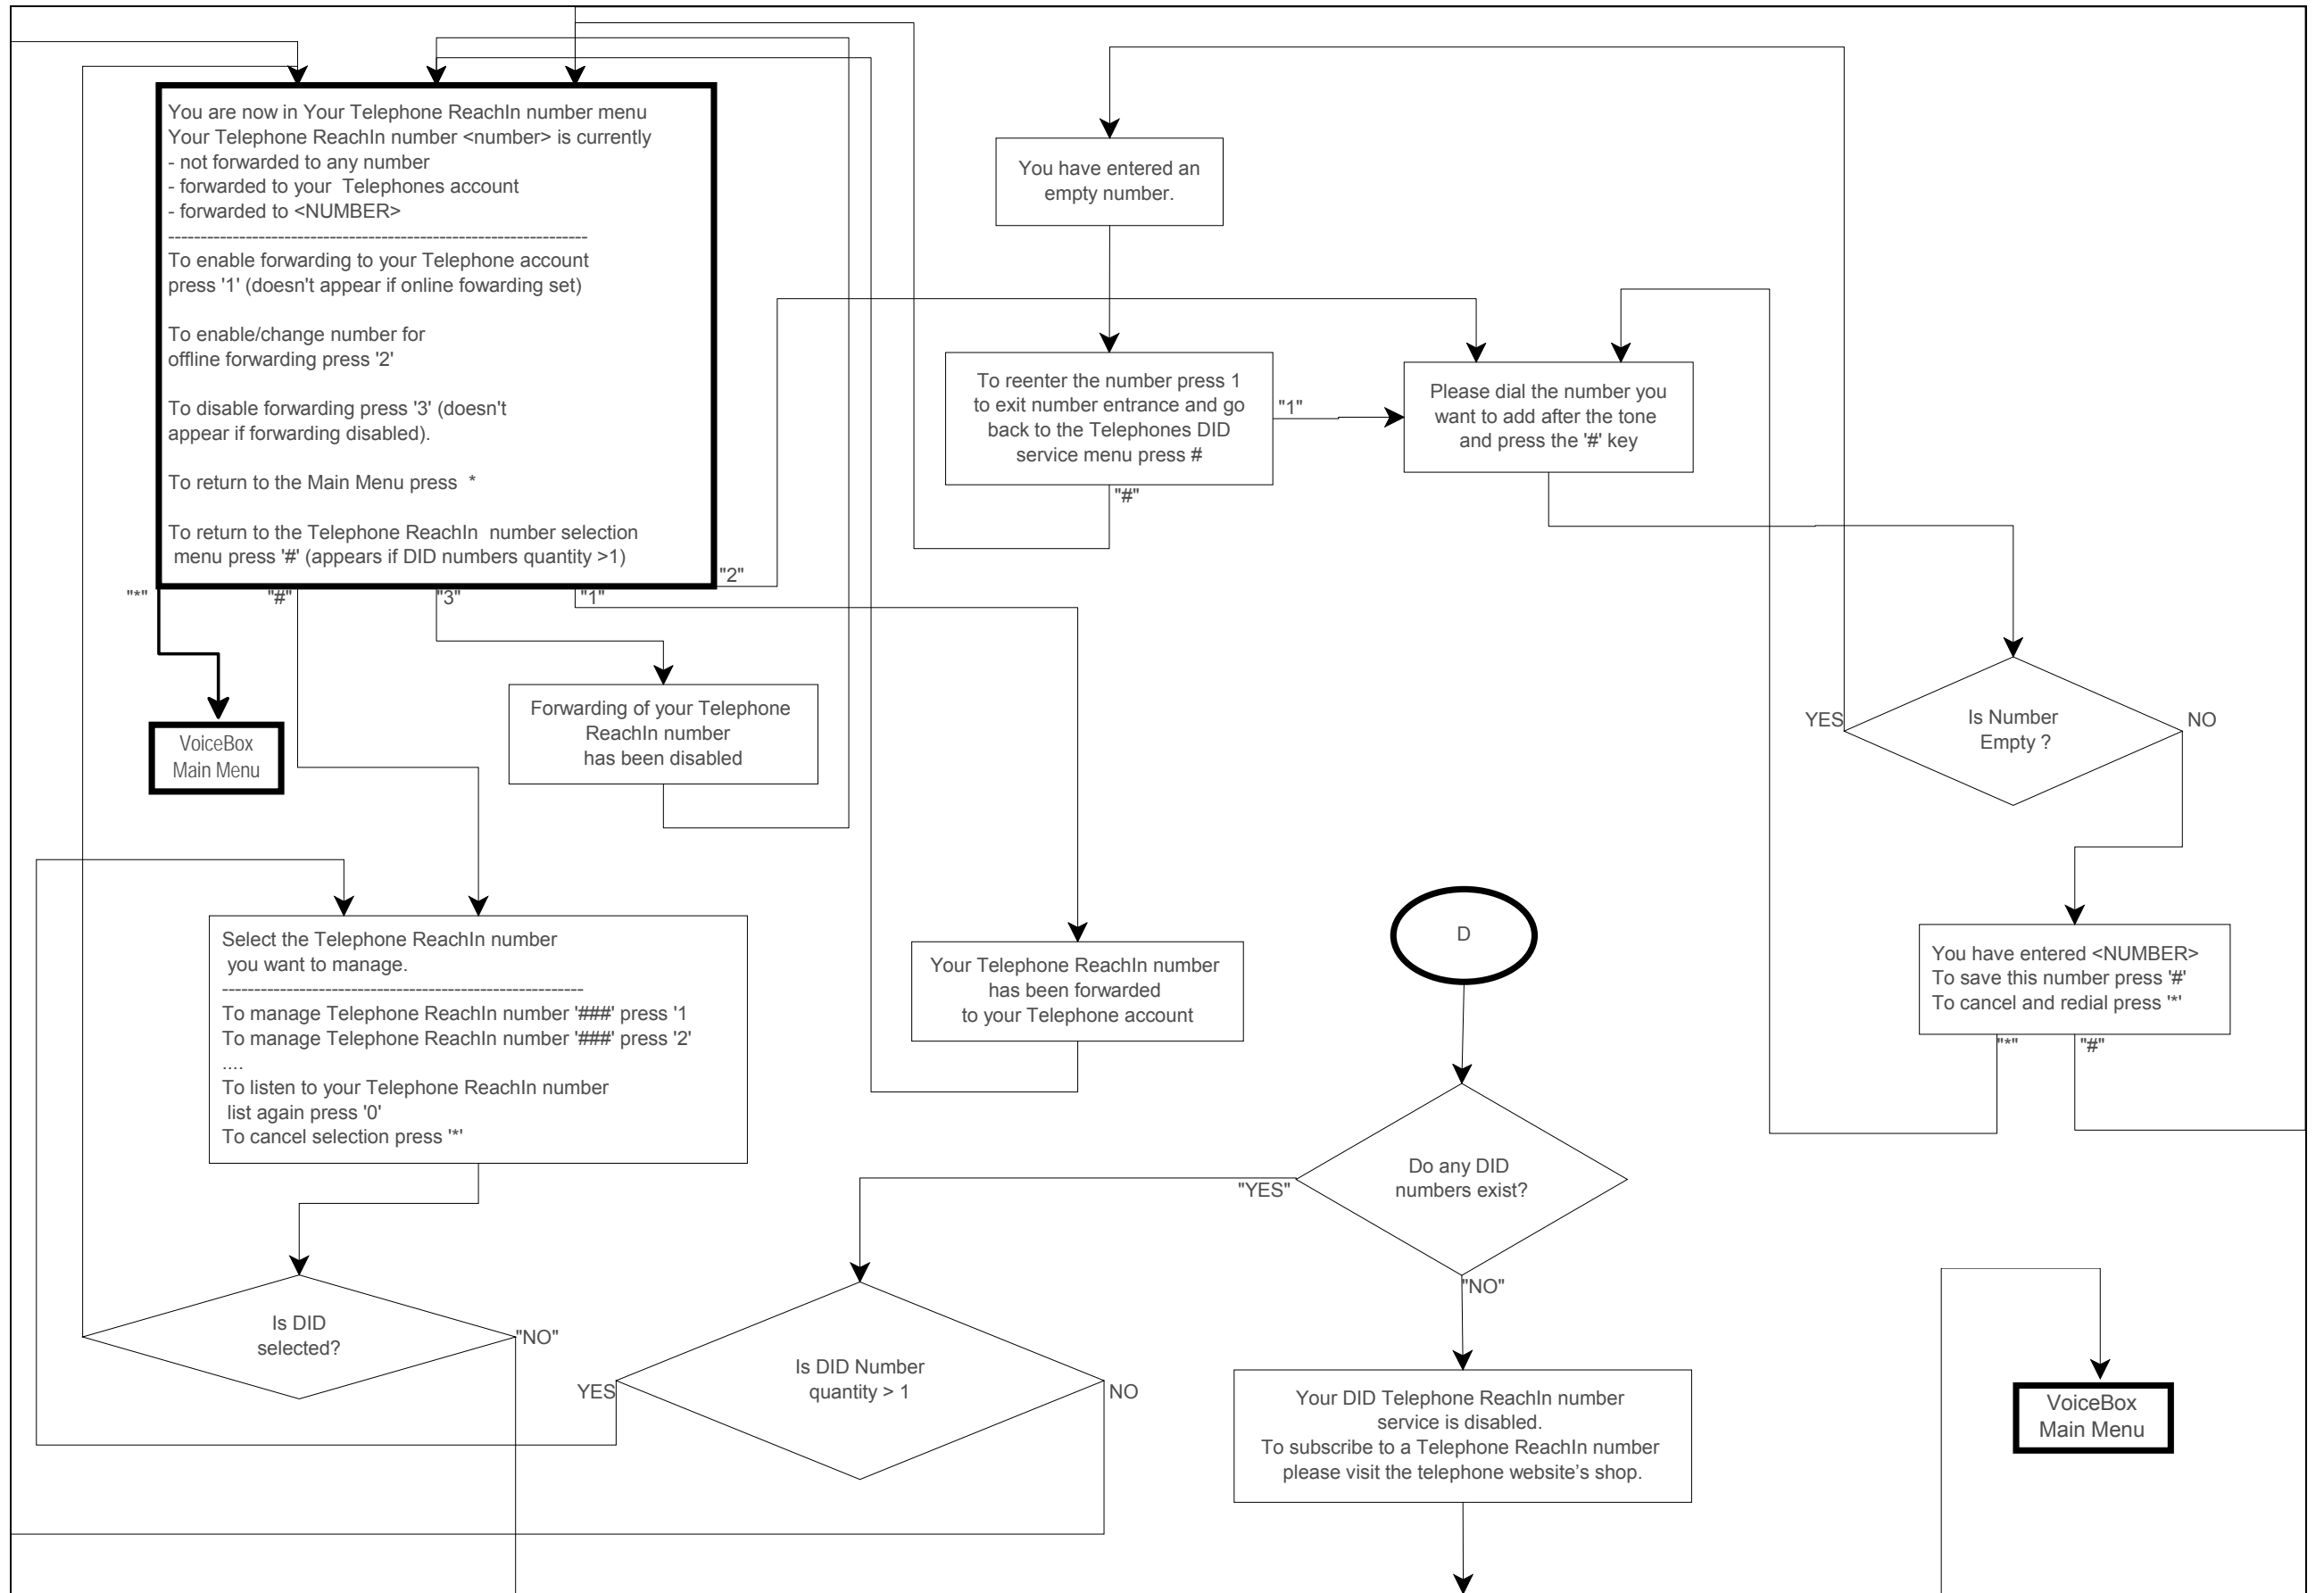 You are now in Your Telephone ReachIn number menu
Your Telephone ReachIn number <number> is currently
- not forwarded to any number
- forwarded to your Telephones account
- forwarded to <NUMBER>
-----------------------------------------------------------------
To enable forwarding to your Telephone account
press '1' (doesn't appear if online fowarding set)
To enable/change number for
offline forwarding press '2'
To disable forwarding press '3' (doesn't
appear if forwarding disabled).
To return to the Main Menu press *
To return to the Telephone ReachIn number selection
menu press '#' (appears if DID numbers quantity >1)
"*"
"#"
"3"
"1"
"2"
You have entered an
empty number.
To reenter the number press 1
to exit number entrance and go
back to the Telephones DID
service menu press #
"1"
"#"
Please dial the number you
want to add after the tone
and press the '#' key
VoiceBox
Main Menu
Forwarding of your Telephone
ReachIn number
has been disabled
YES
Is Number
Empty ?
NO
Select the Telephone ReachIn number
you want to manage.
--------------------------------------------------------
To manage Telephone ReachIn number '###' press '1
To manage Telephone ReachIn number '###' press '2'
....
To listen to your Telephone ReachIn number
list again press '0'
To cancel selection press '*'
Your Telephone ReachIn number
has been forwarded
to your Telephone account
D
You have entered <NUMBER>
To save this number press '#'
To cancel and redial press '*'
"*"
"#"
Do any DID
numbers exist?
"YES"
"NO"
Is DID
selected?
"NO"
YES
Is DID Number
quantity > 1
NO
Your DID Telephone ReachIn number
service is disabled.
To subscribe to a Telephone ReachIn number
please visit the telephone website’s shop.
VoiceBox
Main Menu